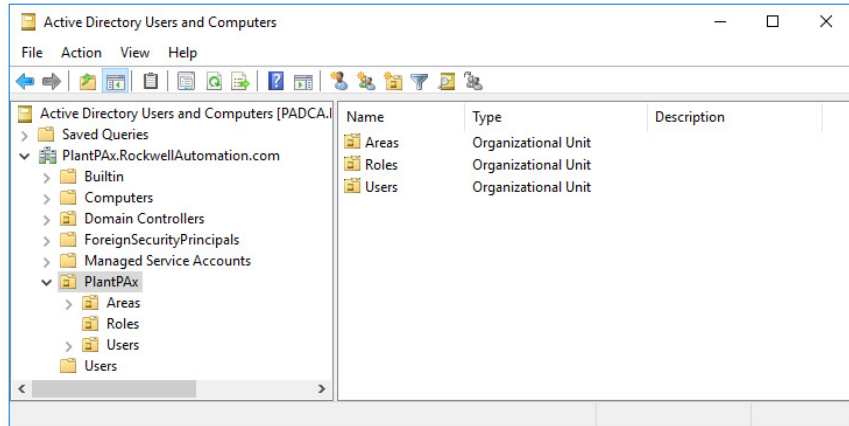 Active Directory Users and Computers
File Action View Help
Active Directory Users and Computers [PADCA.
Saved Queries
PlantPAx.RockwellAutomation.com
Builtin
Computers
Domain Controllers
ForeignSecurityPrincipals
Managed Service Accounts
PlantPAx
Areas
Roles
Users
Users
Name Type Description
Areas Organizational Unit
Roles Organizational Unit
Users Organizational Unit